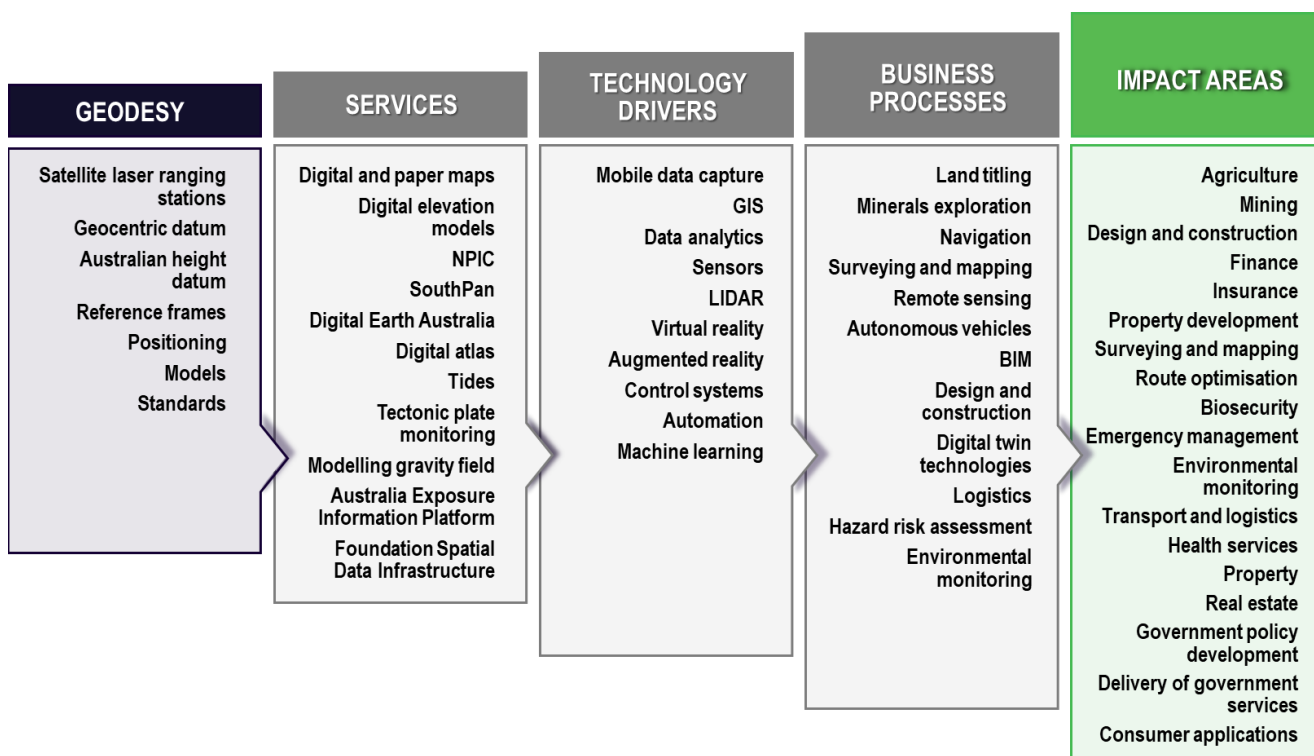 GEODESY
Satellite laser ranging
stations
Geocentric datum
Australian height
datum
Reference frames
Positioning
Models
Standards
SERVICES
Digital and paper maps
Digital elevation
models
NPIC
SouthPan
Digital Earth Australia
Digital atlas
Tides
Tectonic plate
monitoring
Modelling gravity field
Australia Exposure
Information Platform
Foundation Spatial
Data Infrastructure
TECHNOLOGY
DRIVERS
Mobile data capture
GIS
Data analytics
Sensors
LIDAR
Virtual reality
Augmented reality
Control systems
Automation
Machine learning
BUSINESS
PROCESSES
Land titling
Minerals exploration
Navigation
Surveying and mapping
Remote sensing
Autonomous vehicles
BIM
Design and
construction
Digital twin
technologies
Logistics
Hazard risk assessment
Environmental
monitoring
IMPACT AREAS
Agriculture
Mining
Design and construction
Finance
Insurance
Property development
Surveying and mapping
Route optimisation
Biosecurity
Emergency management
Environmental
monitoring
Transport and logistics
Health services
Property
Real estate
Government policy
development
Delivery of government
services
Consumer applications